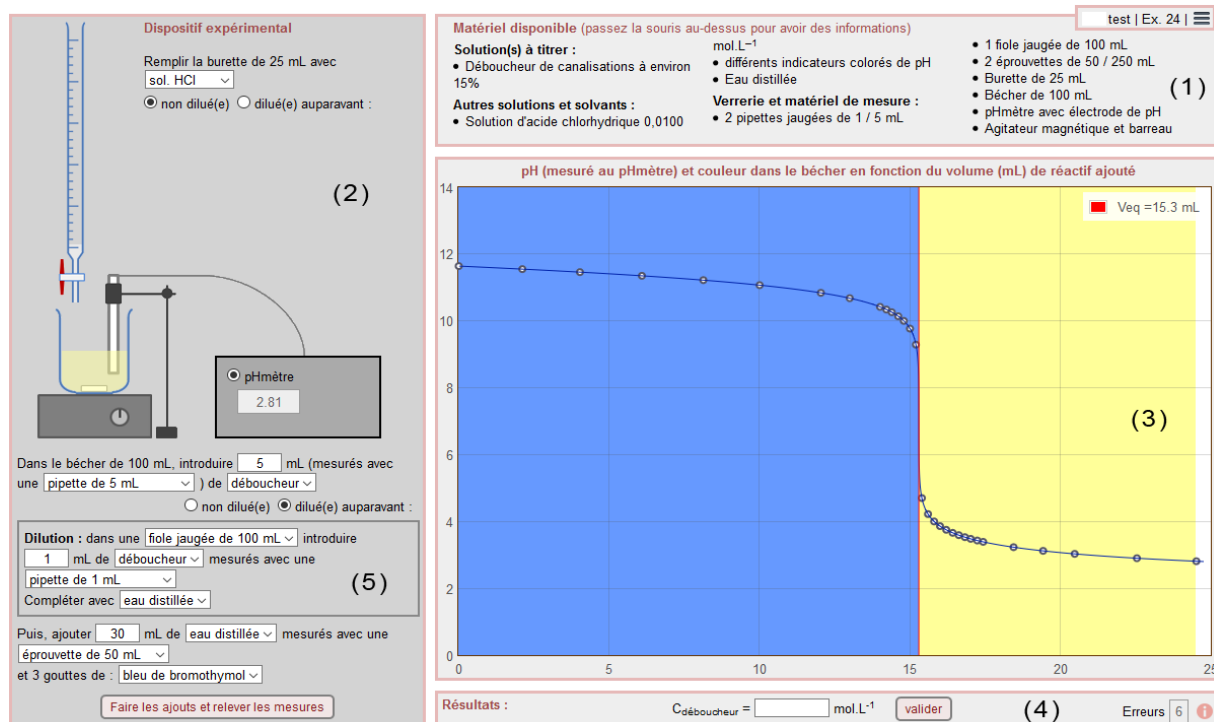 test | Ex. 24 |
Dispositif expérimental
Remplir la burette de 25 mL avec
sol. HCl
non dilué(e) dilué(e) auparavant :
(2)
pHmètre
2.81
Dans le bécher de 100 mL, introduire 5 mL (mesurés avec
une pipette de 5 mL ) de déboucheur
non dilué(e) dilué(e) auparavant :
Dilution : dans une fiole jaugée de 100 mL introduire
1 mL de déboucheur mesurés avec une
pipette de 1 mL
(5)
Compléter avec eau distillée
Puis, ajouter 30 mL de eau distillée mesurés avec une
éprouvette de 50 mL
et 3 gouttes de : bleu de bromothymol
Faire les ajouts et relever les mesures
Matériel disponible (passez la souris au-dessus pour avoir des informations)
Solution(s) à titrer :
• Déboucheur de canalisations à environ
15%
Autres solutions et solvants :
• Solution d'acide chlorhydrique 0,0100
mol.L⁻¹
• différents indicateurs colorés de pH
• Eau distillée
Verrerie et matériel de mesure :
• 2 pipettes jaugées de 1 / 5 mL
• 1 fiole jaugée de 100 mL
• 2 éprouvettes de 50 / 250 mL
• Burette de 25 mL
• Bécher de 100 mL
• pHmètre avec électrode de pH
• Agitateur magnétique et barreau
(1)
pH (mesuré au pHmètre) et couleur dans le bécher en fonction du volume (mL) de réactif ajouté
14
Veq =15.3 mL
12
10
8
(3)
6
4
2
0
0 5 10 15 20 25
Résultats :
Cdéboucheur = mol.L-1 valider
(4)
Erreurs 6 i